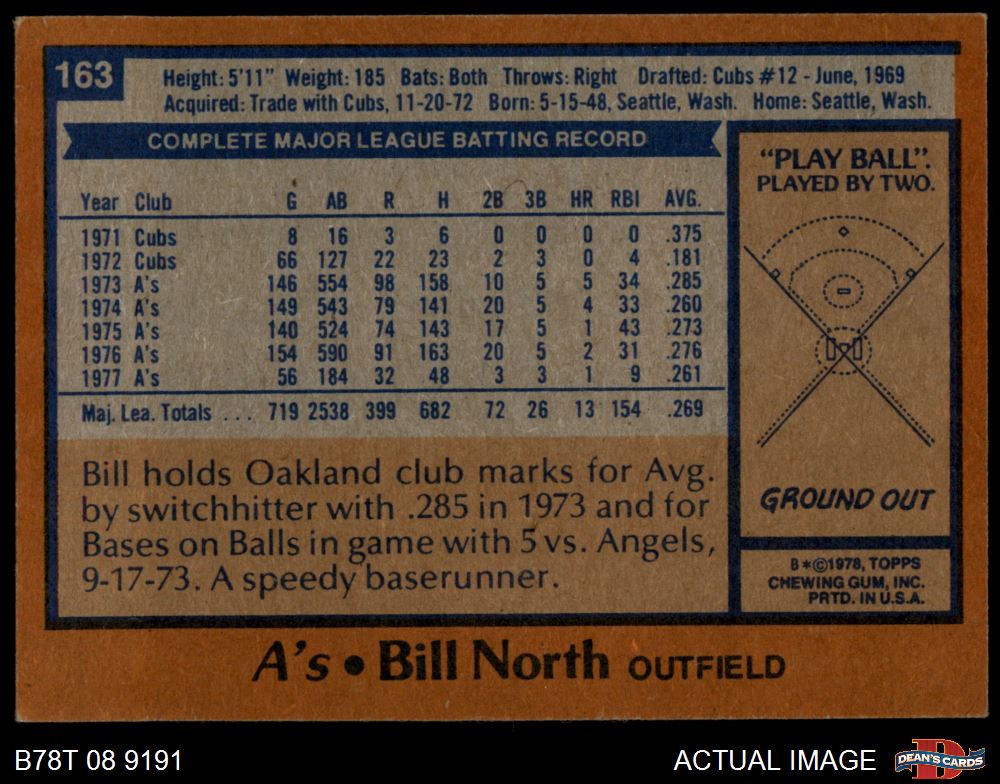 163
Height: 5'11" Weight: 185 Bats: Both Throws: Right Drafted: Cubs #12 - June, 1969
Acquired: Trade with Cubs, 11-20-72 Born: 5-15-48, Seattle, Wash. Home: Seattle, Wash.
COMPLETE MAJOR LEAGUE BATTING RECORD
Year Club G AB R H 2B 3B HR RBI AVG.
1971 Cubs 8 16 3 6 0 0 0 0 .375
1972 Cubs 66 127 22 23 2 3 0 4 .181
1973 A's 146 554 98 158 10 5 5 34 .285
1974 A's 149 543 79 141 20 5 4 33 .260
1975 A's 140 524 74 143 17 5 1 43 .273
1976 A's 154 590 91 163 20 5 2 31 .276
1977 A's 56 184 32 48 3 3 1 9 .261
Maj. Lea. Totals ... 719 2538 399 682 72 26 13 154 .269
Bill holds Oakland club marks for Avg.
by switchhitter with .285 in 1973 and for
Bases on Balls in game with 5 vs. Angels,
9-17-73. A speedy baserunner.
"PLAY BALL".
PLAYED BY TWO.
GROUND OUT
B*©1978, TOPPS
CHEWING GUM, INC.
PRTD. IN U.S.A.
A's • Bill North OUTFIELD
B78T 08 9191
ACTUAL IMAGE
D
DEAN'S CARDS